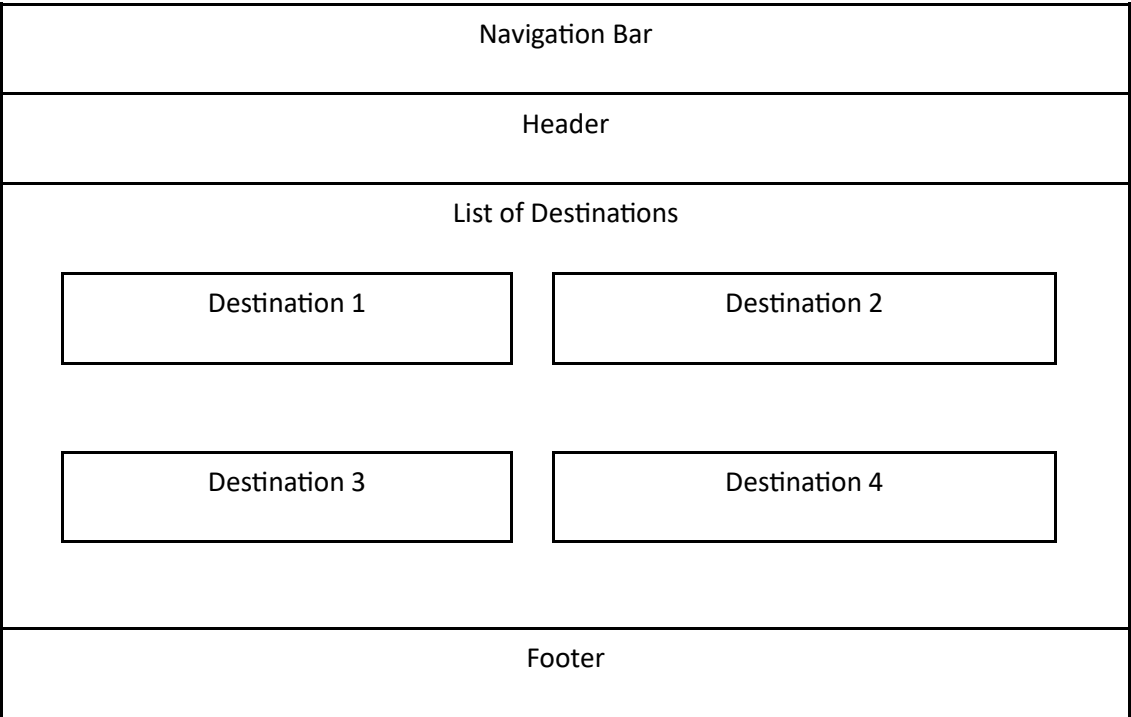 Navigation Bar
Header
List of Destinations
Destination 1
Destination 2
Destination 3
Destination 4
Footer